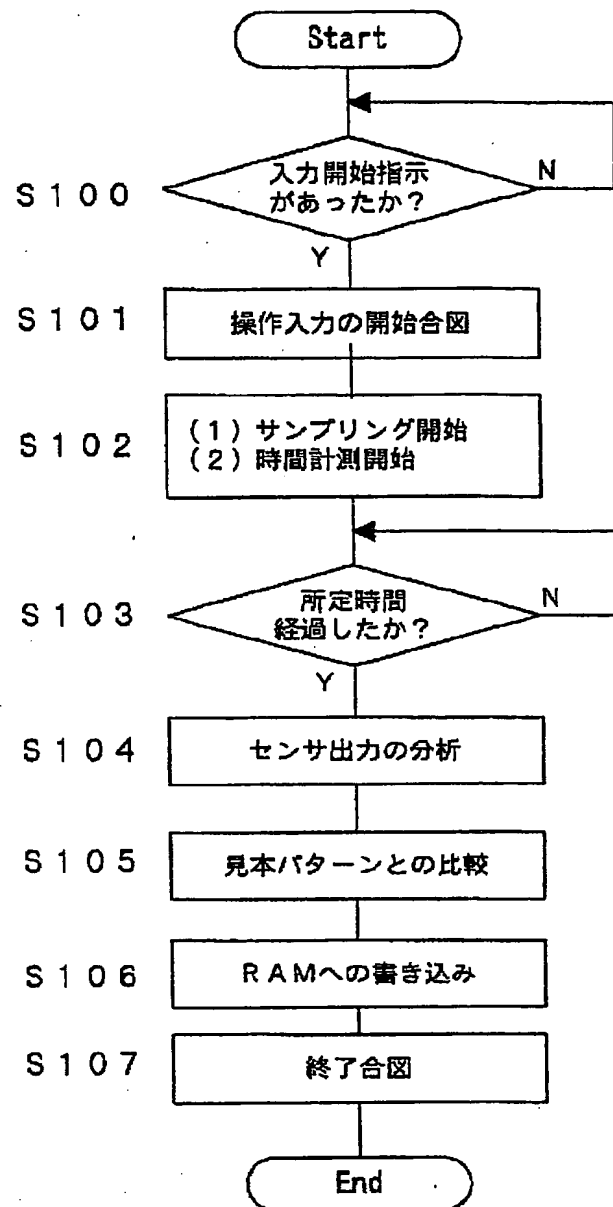 Start
S100
入力開始指示
があったか？
N
Y
S101
操作入力の開始合図
S102
（１）サンプリング開始
（２）時間計測開始
S103
所定時間
経過したか？
N
Y
S104
センサ出力の分析
S105
見本パターンとの比較
S106
ＲＡＭへの書き込み
S107
終了合図
End